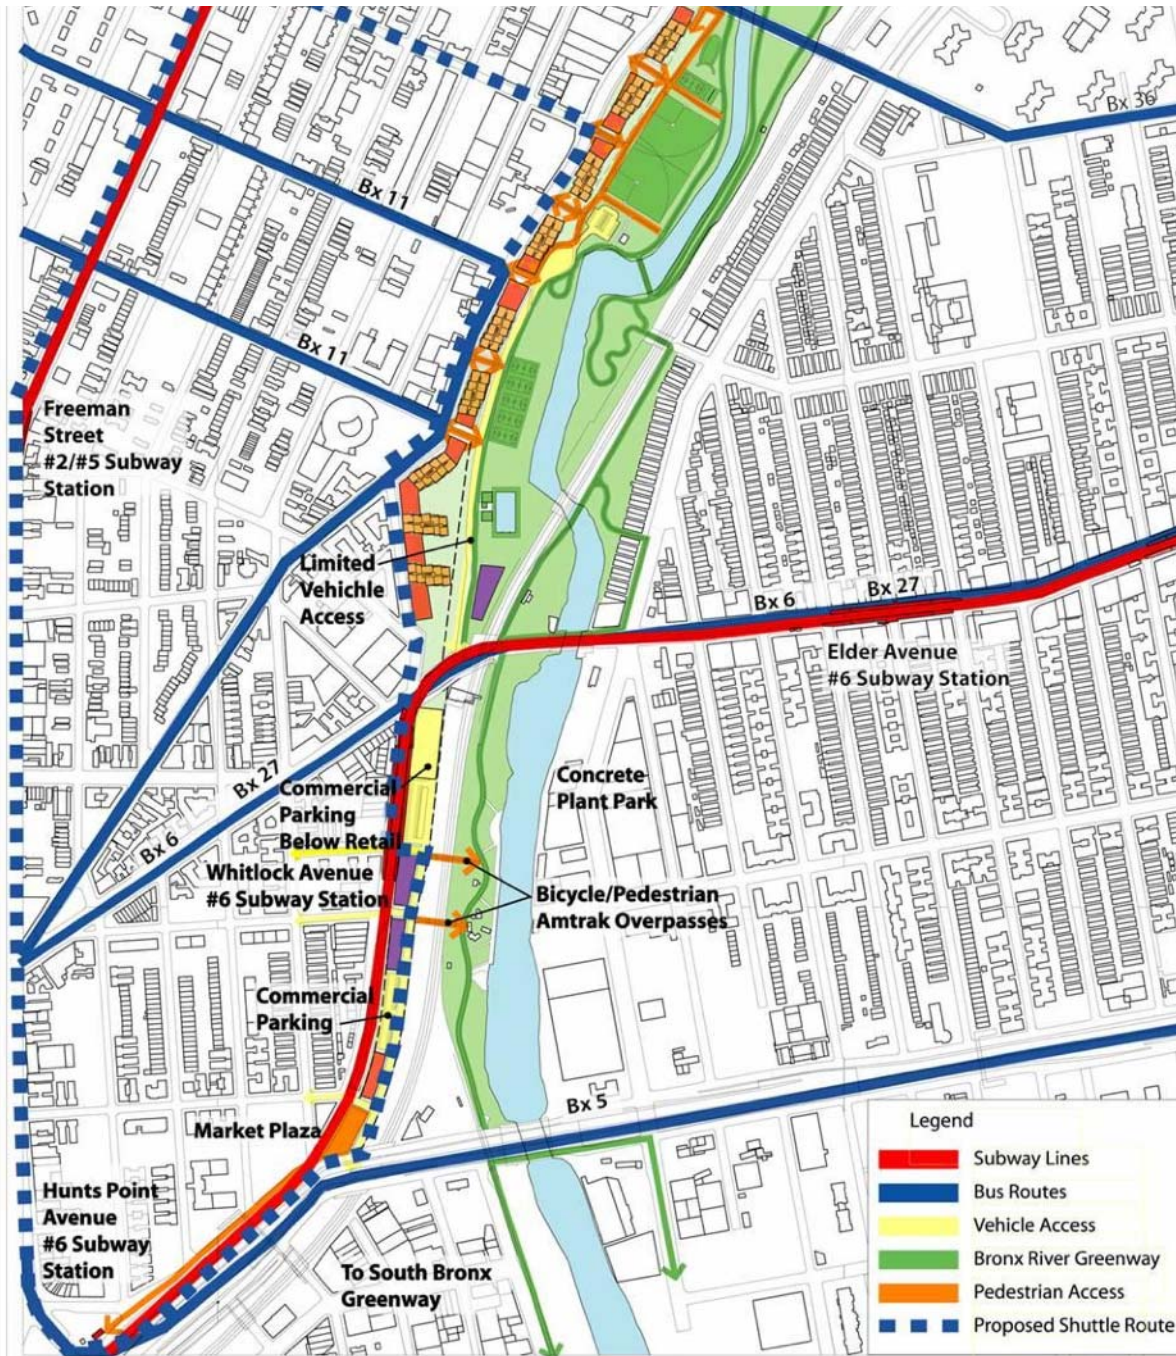 Bx 36
Bx 11
Bx 11
Freeman
Street
#2/#5 Subway
Station
Limited
Vehichle
Access
Bx 6
Bx 27
Elder Avenue
#6 Subway Station
Bx 27
Bx 6
Commercial
Parking
Below Retail
Concrete
Plant Park
Whitlock Avenue
#6 Subway Station
Bicycle/Pedestrian
Amtrak Overpasses
Commercial
Parking
Bx 5
Market Plaza
Hunts Point
Avenue
#6 Subway
Station
To South Bronx
Greenway
Legend
Subway Lines
Bus Routes
Vehicle Access
Bronx River Greenway
Pedestrian Access
Proposed Shuttle Route